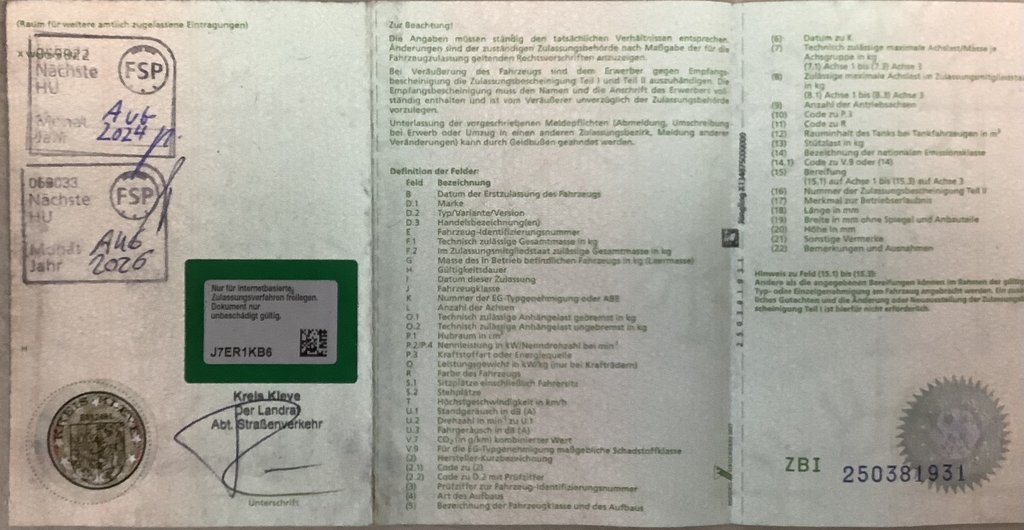 (Raum für weitere amtlich zugelassene Eintragungen)
Nächste
HU
FSP
Monat
Jahr
Aug
2024
Nächste
HU
FSP
Monat
Jahr
Aug
2026
Nur für internetbasierte
Zulassungsverfahren freilegen.
Dokument nur
unbeschädigt gültig.
J7ER1KB6
KREIS KLEVE
Kreis Kleve
Der Landrat
Abt. Straßenverkehr
Unterschrift
Zur Beachtung!
Die Angaben müssen ständig den tatsächlichen Verhältnissen entsprechen.
Änderungen sind der zuständigen Zulassungsbehörde nach Maßgabe der für die
Fahrzeugzulassung geltenden Rechtsvorschriften anzuzeigen.
Bei Veräußerung des Fahrzeugs sind dem Erwerber gegen Empfangs-
bescheinigung die Zulassungsbescheinigung Teil I und Teil II auszuhändigen. Die
Empfangsbescheinigung muss den Namen und die Anschrift des Erwerbers voll-
ständig enthalten und ist vom Veräußerer unverzüglich der Zulassungsbehörde
vorzulegen.
Unterlassung der vorgeschriebenen Meldepflichten (Abmeldung, Umschreibung
bei Erwerb oder Umzug in einen anderen Zulassungsbezirk, Meldung anderer
Veränderungen) kann durch Geldbußen geahndet werden.
Definition der Felder:
Feld Bezeichnung
B Datum der Erstzulassung des Fahrzeugs
D.1 Marke
D.2 Typ/Variante/Version
D.3 Handelsbezeichnung(en)
E Fahrzeug-Identifizierungsnummer
F.1 Technisch zulässige Gesamtmasse in kg
F.2 Im Zulassungsmitgliedstaat zulässige Gesamtmasse in kg
G Masse des in Betrieb befindlichen Fahrzeugs in kg (Leermasse)
H Gültigkeitsdauer
I Datum dieser Zulassung
J Fahrzeugklasse
K Nummer der EG-Typgenehmigung oder ABE
L Anzahl der Achsen
O.1 Technisch zulässige Anhängelast gebremst in kg
O.2 Technisch zulässige Anhängelast ungebremst in kg
P.1 Hubraum in cm³
P.2/P.4 Nennleistung in kW/Nenndrehzahl bei min⁻¹
P.3 Kraftstoffart oder Energiequelle
Q Leistungsgewicht in kW/kg (nur bei Krafträdern)
R Farbe des Fahrzeugs
S.1 Sitzplätze einschließlich Fahrersitz
S.2 Stehplätze
T Höchstgeschwindigkeit in km/h
U.1 Standgeräusch in dB (A)
U.2 Drehzahl in min⁻¹ zu U.1
U.3 Fahrgeräusch in dB (A)
V.7 CO₂ (in g/km) kombinierter Wert
V.9 Für die EG-Typgenehmigung maßgebliche Schadstoffklasse
(2) Hersteller-Kurzbezeichnung
(2.1) Code zu (2)
(2.2) Code zu D.2 mit Prüfziffer
(3) Prüfziffer zur Fahrzeug-Identifizierungsnummer
(4) Art des Aufbaus
(5) Bezeichnung der Fahrzeugklasse und des Aufbaus
250381931
(6) Datum zu K
(7) Technisch zulässige maximale Achslast/Masse je
Achsgruppe in kg
(7.1) Achse 1 bis (7.3) Achse 3
(8) Zulässige maximale Achslast im Zulassungsmitgliedsta
in kg
(8.1) Achse 1 bis (8.3) Achse 3
(9) Anzahl der Antriebsachsen
(10) Code zu P.3
(11) Code zu R
(12) Rauminhalt des Tanks bei Tankfahrzeugen in m³
(13) Stützlast in kg
(14) Bezeichnung der nationalen Emissionsklasse
(14.1) Code zu V.9 oder (14)
(15) Bereifung
(15.1) auf Achse 1 bis (15.3) auf Achse 3
(16) Nummer der Zulassungsbescheinigung Teil II
(17) Merkmal zur Betriebserlaubnis
(18) Länge in mm
(19) Breite in mm ohne Spiegel und Anbauteile
(20) Höhe in mm
(21) Sonstige Vermerke
(22) Bemerkungen und Ausnahmen
Hinweis zu Feld (15.1) bis (15.3):
Andere als die angegebenen Bereifungen können im Rahmen der gültig
Typ- oder Einzelgenehmigung am Fahrzeug angebracht werden. Ein zusä
liches Gutachten und die Änderung oder Neuausstellung der Zulassungs
scheinigung Teil I ist hierfür nicht erforderlich.
ZBI 250381931